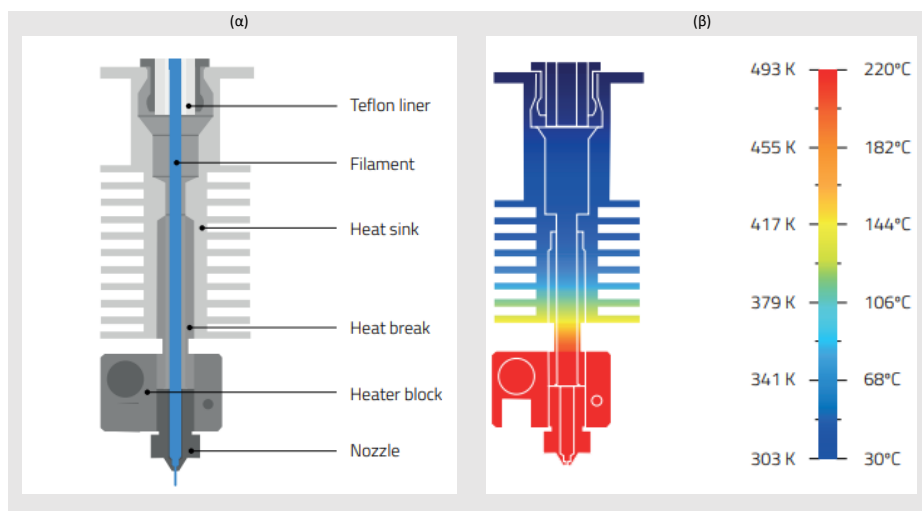 (α)
(β)
Teflon liner
Filament
Heat sink
Heat break
Heater block
Nozzle
493 K 220°C
455 K 182°C
417 K 144°C
379 K 106°C
341 K 68°C
303 K 30°C